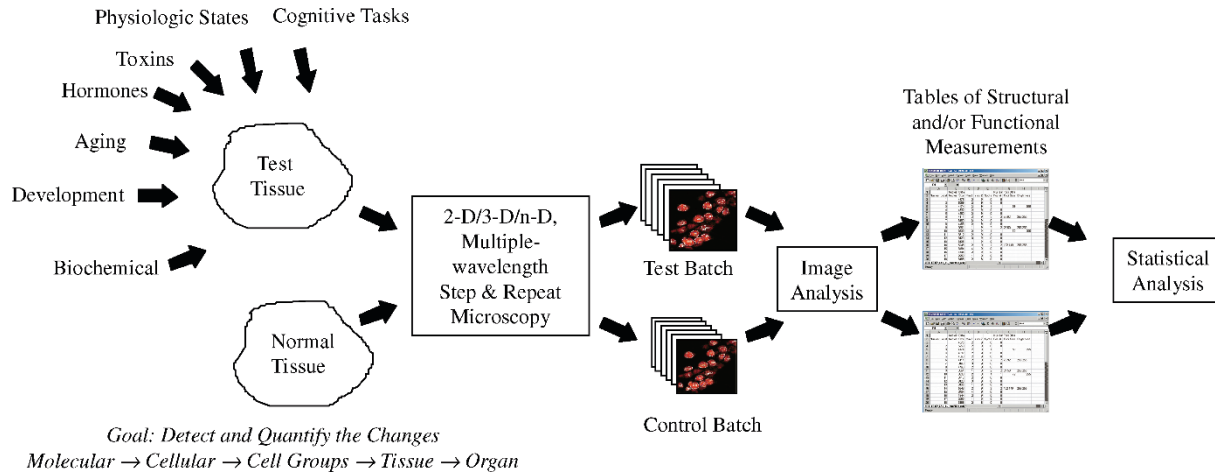 Physiologic States
Cognitive Tasks
Toxins
Hormones
Aging
Development
Biochemical
Test
Tissue
Normal
Tissue
2-D/3-D/n-D,
Multiple-
wavelength
Step & Repeat
Microscopy
Test Batch
Control Batch
Image
Analysis
Tables of Structural
and/or Functional
Measurements
Statistical
Analysis
Goal: Detect and Quantify the Changes
Molecular → Cellular → Cell Groups → Tissue → Organ